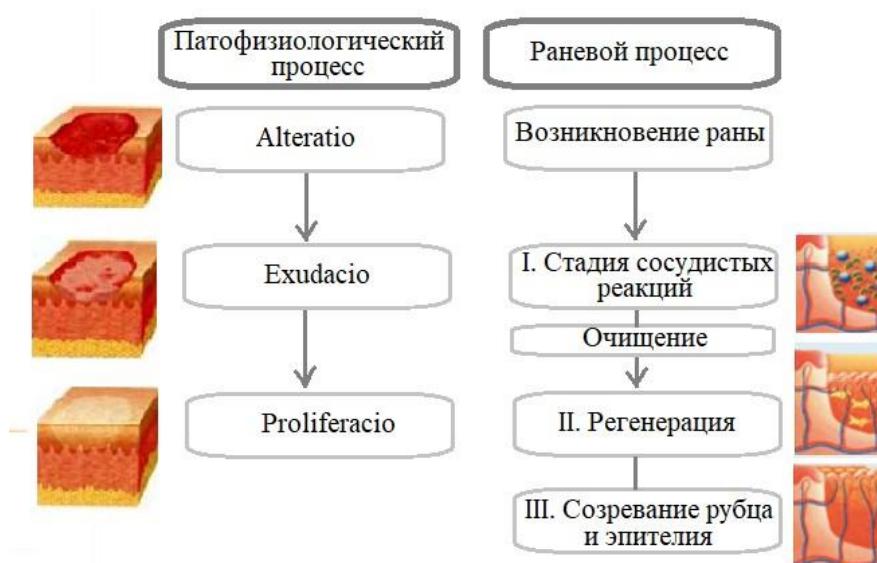 Патофизиологический
процесс
Раневой процесс
Alteratio
Возникновение раны
Exudacio
I. Стадия сосудистых
реакций
Очищение
Proliferacio
II. Регенерация
III. Созревание рубца
и эпителия